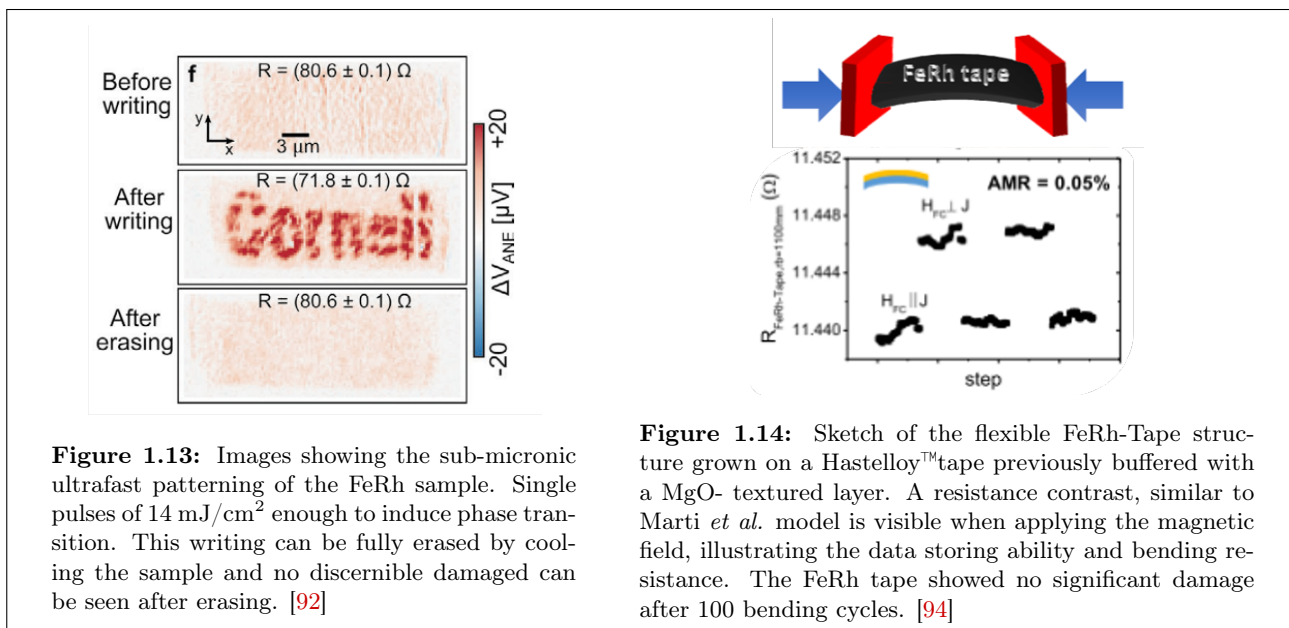 Before
writing
f R = (80.6 ± 0.1) Ω
y
x
3 μm
After
writing
R = (71.8 ± 0.1) Ω
Cornell
After
erasing
R = (80.6 ± 0.1) Ω
+20
ΔV_ANE [μV]
-20
Figure 1.13: Images showing the sub-micronic
ultrafast patterning of the FeRh sample. Single
pulses of 14 mJ/cm² enough to induce phase tran-
sition. This writing can be fully erased by cool-
ing the sample and no discernible damaged can
be seen after erasing. [92]
FeRh tape
11.452
11.448
11.444
11.440
R_FeRh-Tape,rb=1100mm (Ω)
AMR = 0.05%
H_FC⊥ J
H_FC||J
step
Figure 1.14: Sketch of the flexible FeRh-Tape struc-
ture grown on a Hastelloy™tape previously buffered with
a MgO- textured layer. A resistance contrast, similar to
Marti et al. model is visible when applying the magnetic
field, illustrating the data storing ability and bending re-
sistance. The FeRh tape showed no significant damage
after 100 bending cycles. [94]